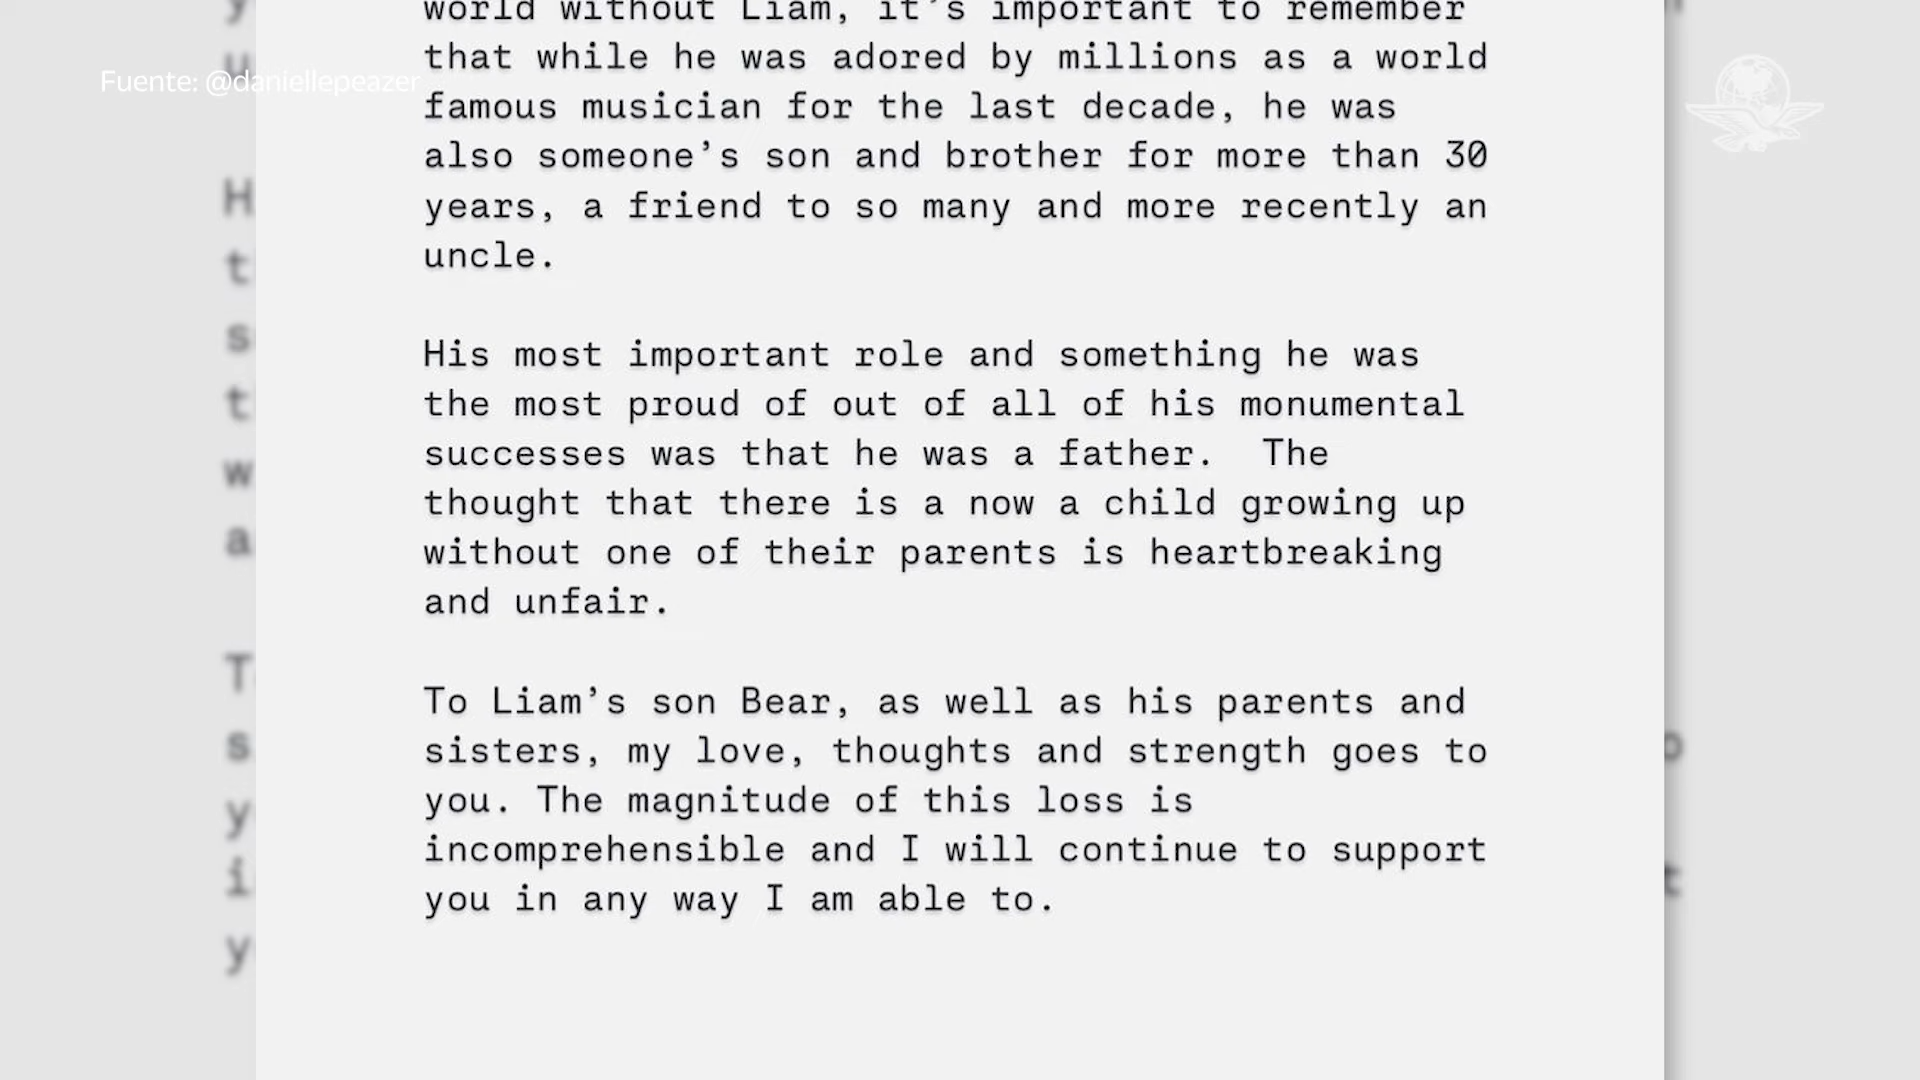 world without Liam, it's important to remember
that while he was adored by millions as a world
Fuente: @daniellepeazer
famous musician for the last decade, he was
also someone's son and brother for more than 30
years, a friend to so many and more recently an
uncle.
His most important role and something he was
the most proud of out of all of his monumental
successes was that he was a father.  The
thought that there is a now a child growing up
without one of their parents is heartbreaking
and unfair.
To Liam's son Bear, as well as his parents and
sisters, my love, thoughts and strength goes to
you. The magnitude of this loss is
incomprehensible and I will continue to support
you in any way I am able to.